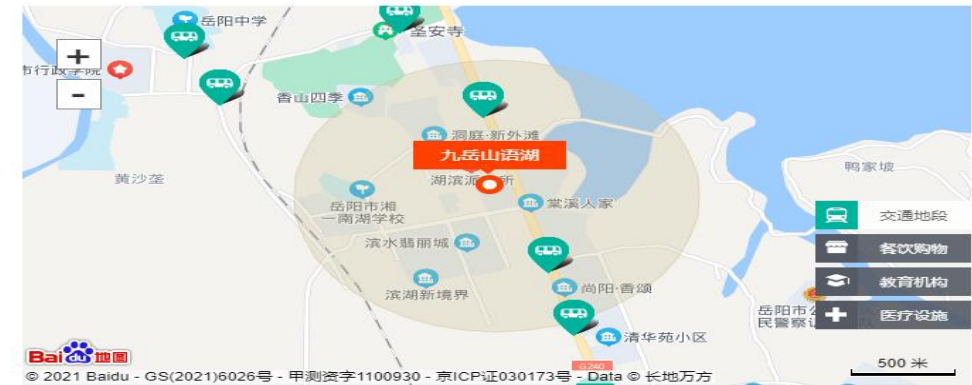 岳阳中学
圣安寺
+
市行政学院
-
香山四季
洞庭·新外滩
九岳山语湖
鸭家坡
黄沙垄
湖滨派 所
岳阳市湘
一南湖学校
棠溪人家
交通地段
滨水翡丽城
餐饮购物
滨湖新境界
尚阳·香颂
教育机构
岳阳市
民警察
医疗设施
清华苑小区
Baidu地图
G240
500 米
© 2021 Baidu - GS(2021)6026号 - 甲测资字1100930 - 京ICP证030173号 - Data © 长地万方